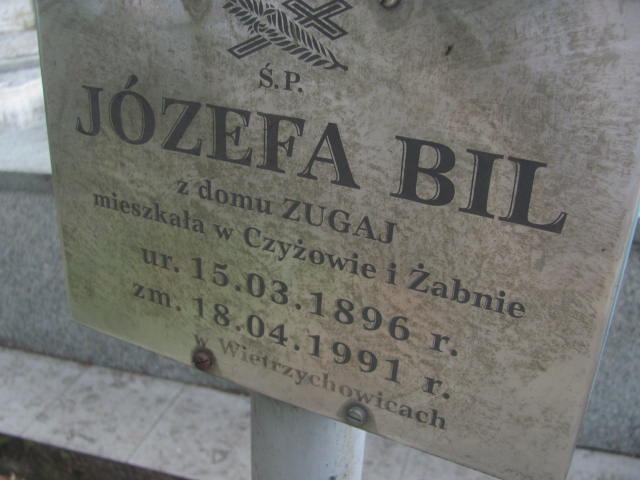 Ś.P.
JÓZEFA BIL
z domu ZUGAJ
mieszkała w Czyżowie i Żabnie
ur. 15.03.1896 r.
zm. 18.04.1991 r.
w Wietrzychowicach